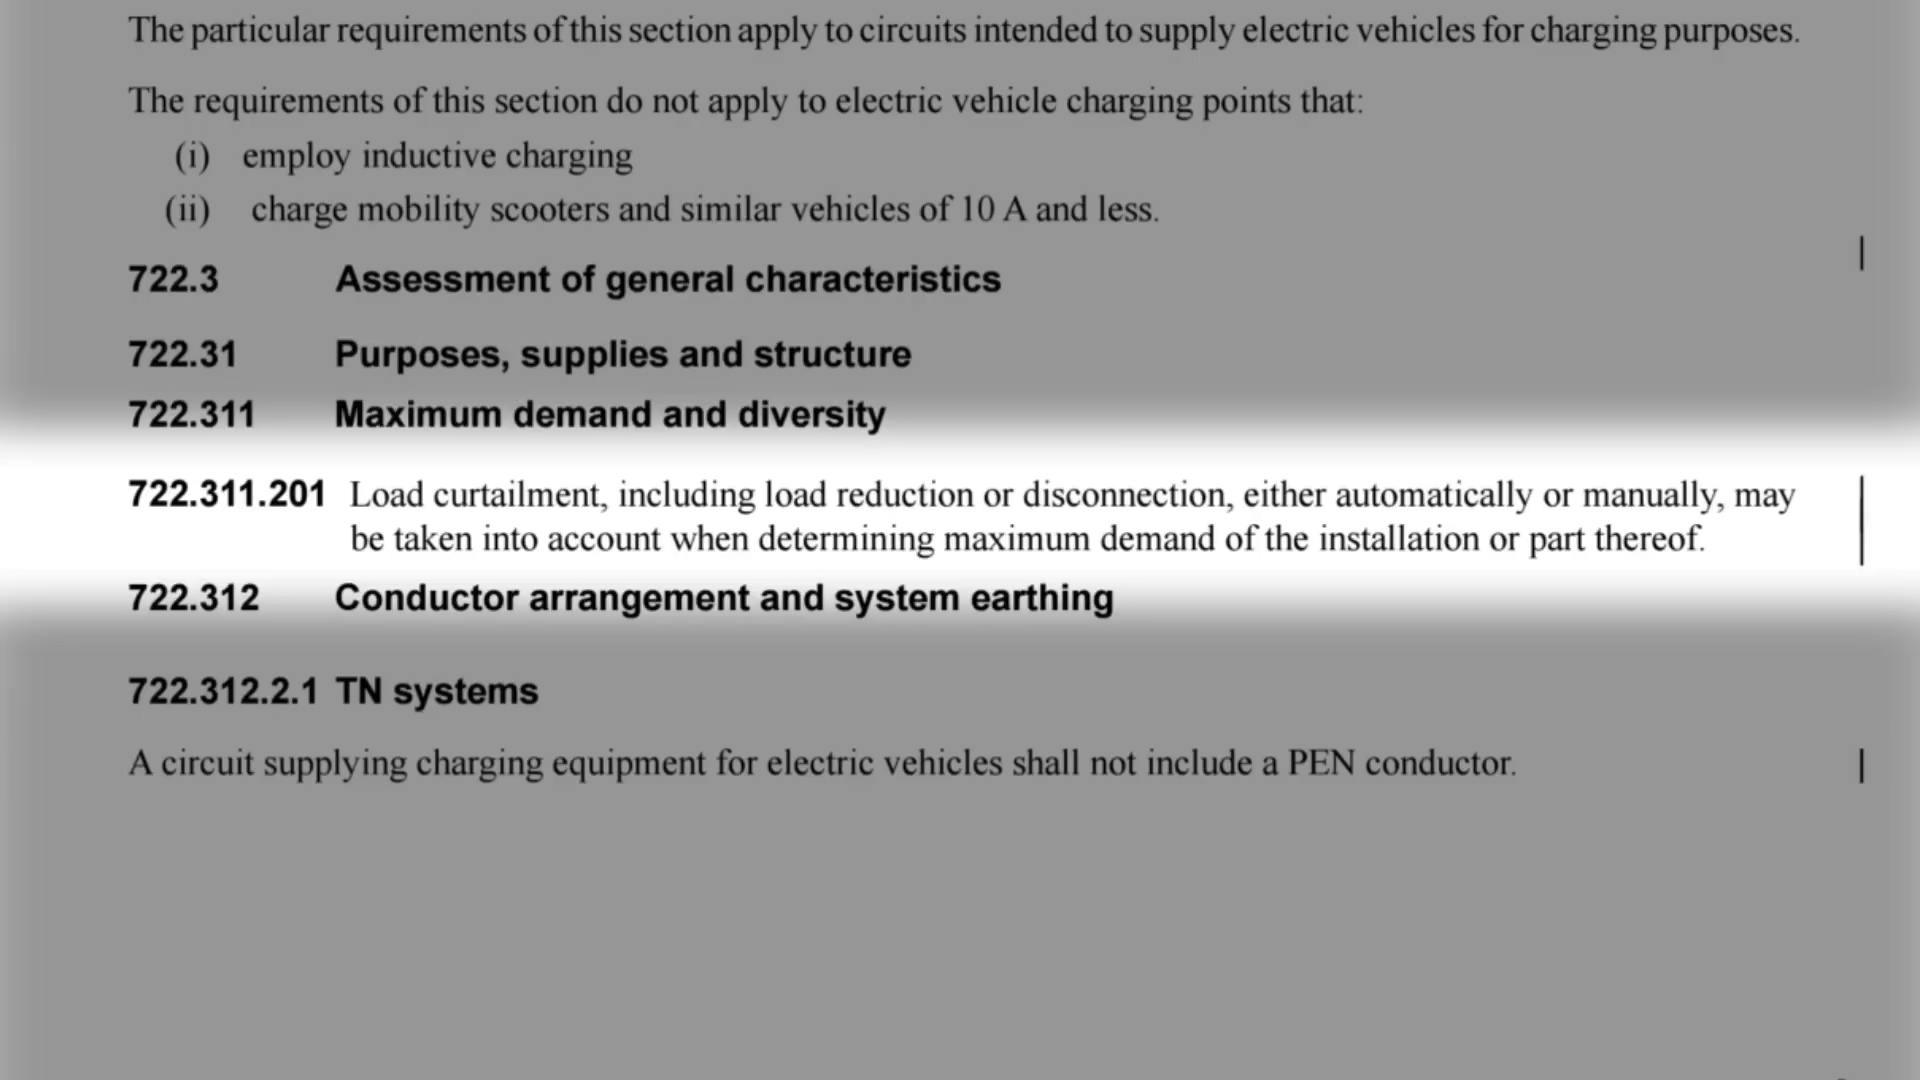 The particular requirements of this section apply to circuits intended to supply electric vehicles for charging purposes.
The requirements of this section do not apply to electric vehicle charging points that:
(i) employ inductive charging
(ii) charge mobility scooters and similar vehicles of 10 A and less.
722.3 Assessment of general characteristics
722.31 Purposes, supplies and structure
722.311 Maximum demand and diversity
722.311.201 Load curtailment, including load reduction or disconnection, either automatically or manually, may
be taken into account when determining maximum demand of the installation or part thereof.
722.312 Conductor arrangement and system earthing
722.312.2.1 TN systems
A circuit supplying charging equipment for electric vehicles shall not include a PEN conductor.